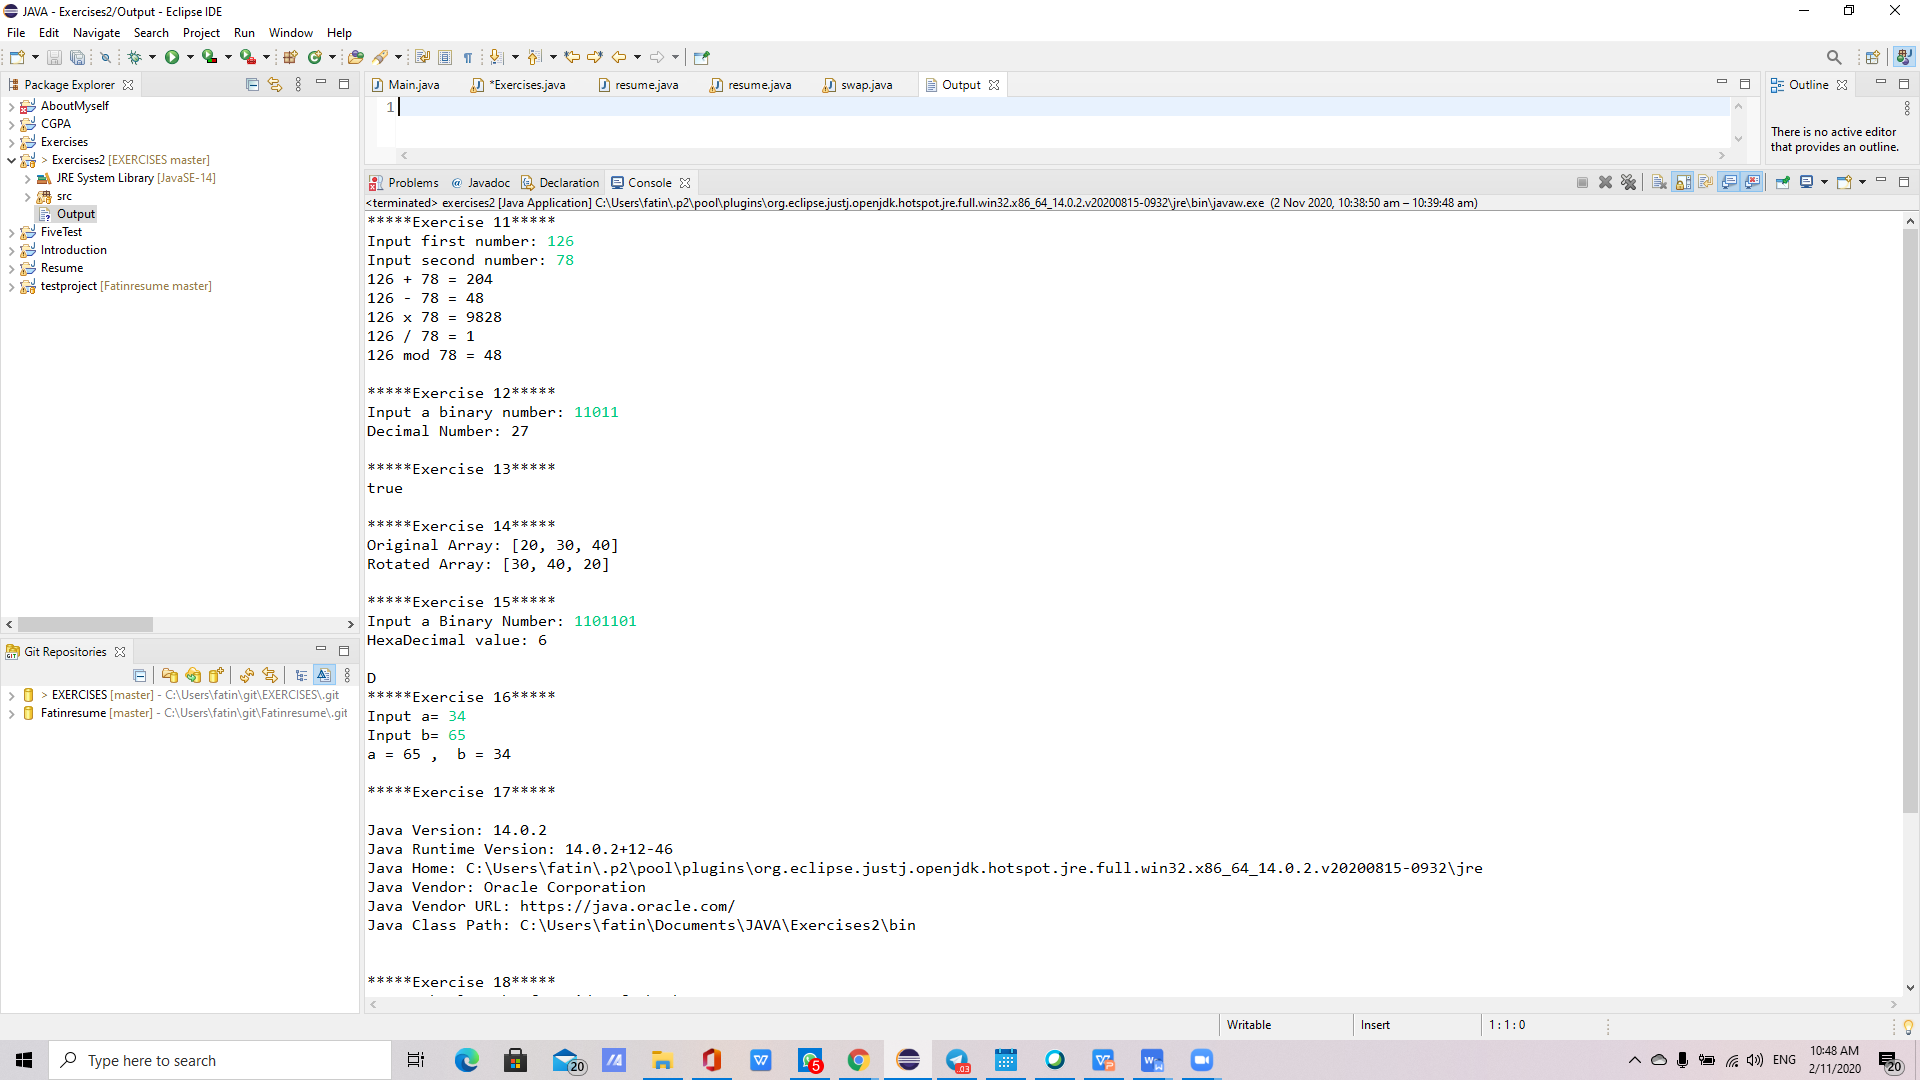 JAVA - Exercises2/Output - Eclipse IDE
File Edit Navigate Search Project Run Window Help
Package Explorer
AboutMyself
CGPA
Exercises
> Exercises2 [EXERCISES master]
JRE System Library [JavaSE-14]
src
Output
FiveTest
Introduction
Resume
testproject [Fatinresume master]
Git Repositories
> EXERCISES [master] - C:\Users\fatin\git\EXERCISES\.git
Fatinresume [master] - C:\Users\fatin\git\Fatinresume\.git
Main.java *Exercises.java resume.java resume.java swap.java Output
1
Outline
There is no active editor
that provides an outline.
Problems @ Javadoc Declaration Console
<terminated> exercises2 [Java Application] C:\Users\fatin\.p2\pool\plugins\org.eclipse.justj.openjdk.hotspot.jre.full.win32.x86_64_14.0.2.v20200815-0932\jre\bin\javaw.exe (2 Nov 2020, 10:38:50 am – 10:39:48 am)
*****Exercise 11*****
Input first number: 126
Input second number: 78
126 + 78 = 204
126 - 78 = 48
126 x 78 = 9828
126 / 78 = 1
126 mod 78 = 48
*****Exercise 12*****
Input a binary number: 11011
Decimal Number: 27
*****Exercise 13*****
true
*****Exercise 14*****
Original Array: [20, 30, 40]
Rotated Array: [30, 40, 20]
*****Exercise 15*****
Input a Binary Number: 1101101
HexaDecimal value: 6
D
*****Exercise 16*****
Input a= 34
Input b= 65
a = 65 ,  b = 34
*****Exercise 17*****
Java Version: 14.0.2
Java Runtime Version: 14.0.2+12-46
Java Home: C:\Users\fatin\.p2\pool\plugins\org.eclipse.justj.openjdk.hotspot.jre.full.win32.x86_64_14.0.2.v20200815-0932\jre
Java Vendor: Oracle Corporation
Java Vendor URL: https://java.oracle.com/
Java Class Path: C:\Users\fatin\Documents\JAVA\Exercises2\bin
*****Exercise 18*****
Writable Insert 1 : 1 : 0
Type here to search
20
5
.03
ENG
10:48 AM
2/11/2020
20